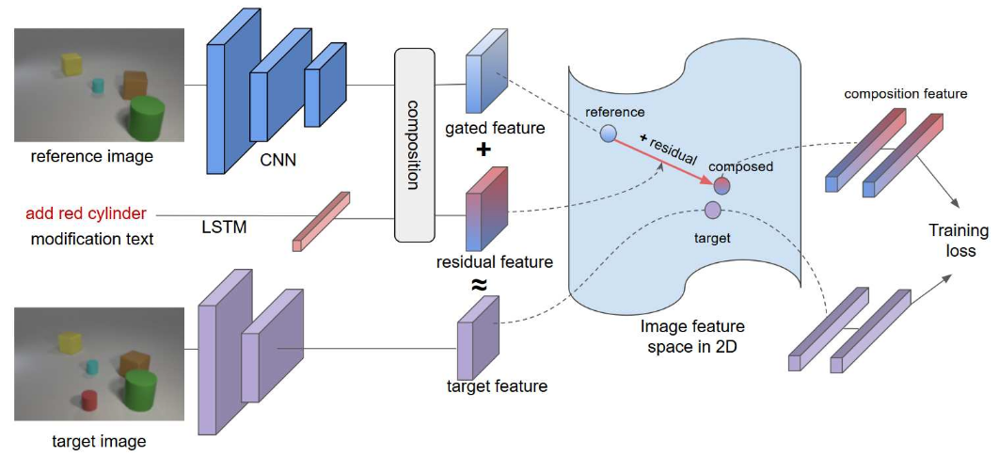 reference image
CNN
composition
gated feature
+
add red cylinder
modification text
LSTM
residual feature
≈
target image
target feature
reference
+ residual
composed
target
Image feature
space in 2D
composition feature
Training
loss